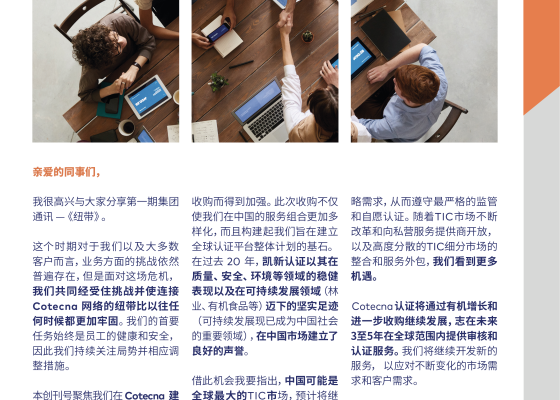 亲爱的同事们，
我很高兴与大家分享第一期集团
通讯 —《纽带》。
这个时期对于我们以及大多数
客户而言，业务方面的挑战依然
普遍存在，但是面对这场危机，
我们共同经受住挑战并使连接
Cotecna 网络的纽带比以往任
何时候都更加牢固。我们的首要
任务始终是员工的健康和安全，
因此我们持续关注局势并相应调
整措施。
本创刊号聚焦我们在 Cotecna 建
收购而得到加强。此次收购不仅
使我们在中国的服务组合更加多
样化，而且构建起我们旨在建立
全球认证平台整体计划的基石。
在过去 20 年，凯新认证以其在
质量、安全、环境等领域的稳健
表现以及在可持续发展领域（林
业、有机食品等）迈下的坚实足迹
（可持续发展现已成为中国社会
的重要领域），在中国市场建立了
良好的声誉。
借此机会我要指出，中国可能是
全球最大的TIC市场，预计将继
略需求，从而遵守最严格的监管
和自愿认证。随着TIC市场不断
改革和向私营服务提供商开放，
以及高度分散的TIC细分市场的
整合和服务外包，我们看到更多
机遇。
Cotecna认证将通过有机增长和
进一步收购继续发展，志在未来
3至5年在全球范围内提供审核和
认证服务。我们将继续开发新的
服务， 以应对不断变化的市场需
求和客户需求。